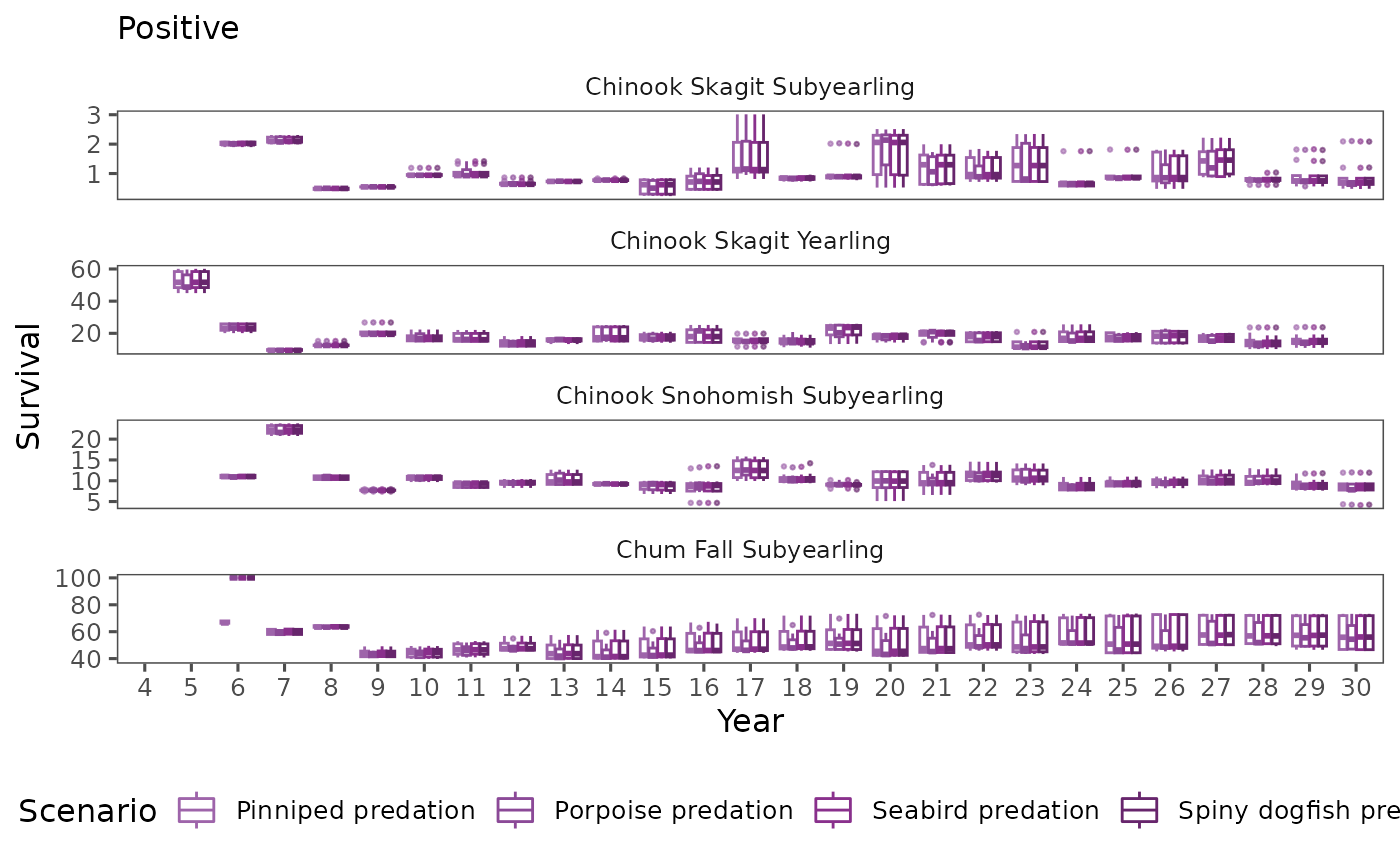 Positive
Chinook Skagit Subyearling
3
2
1
Chinook Skagit Yearling
60
40
20
Chinook Snohomish Subyearling
20
15
10
5
Chum Fall Subyearling
100
80
60
40
Survival
4 5 6 7 8 9 10 11 12 13 14 15 16 17 18 19 20 21 22 23 24 25 26 27 28 29 30
Year
Scenario Pinniped predation Porpoise predation Seabird predation Spiny dogfish pre